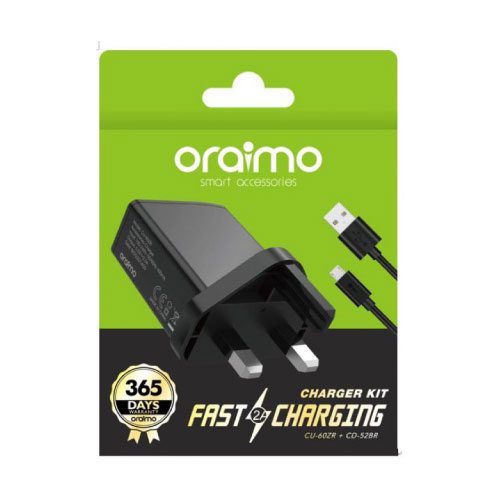 oraimo
smart accessories
oraimo
365
DAYS
WARRANTY
oraimo
CHARGER KIT
FAST 2A CHARGING
CU-60ZR + CD-52BR